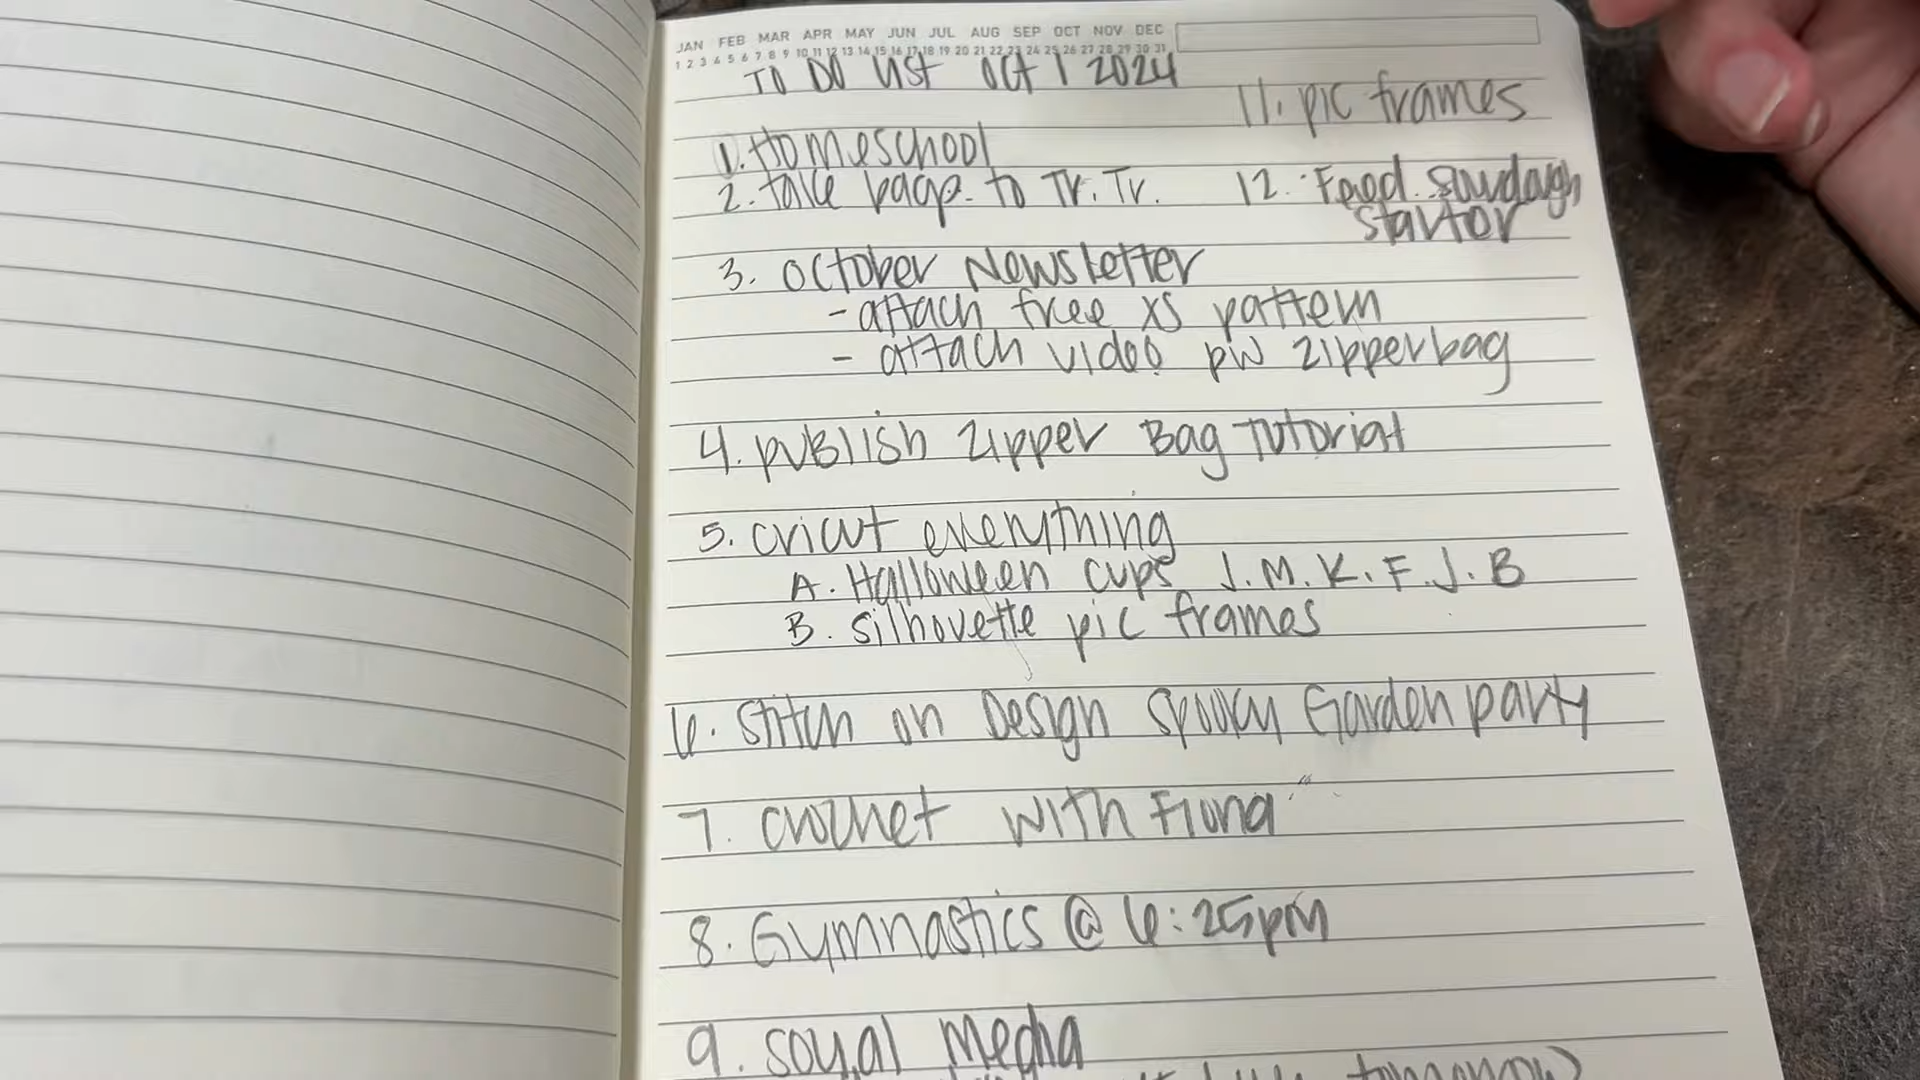 JAN FEB MAR APR MAY JUN JUL AUG SEP OCT NOV DEC
1 2 3 4 5 6 7 8 9 10 11 12 13 14 15 16 17 18 19 20 21 22 23 24 25 26 27 28 29 30 31
TO DO LIST OCT 1 2024
1. Homeschool
2. take bags to Tr. Tr.
3. October Newsletter
- attach free XS pattern
- attach video pw zipperbag
4. publish Zipper Bag Tutorial
5. cricut everything
A. Halloween cups J. M. K. F. J. B
B. silhouette pic frames
6. Stitch on Design Spooky Garden party
7. crochet with Fiona
8. Gymnastics @ 6:25pm
9. social media
tomorrow)
11. pic frames
12. Feed sourdough
starter